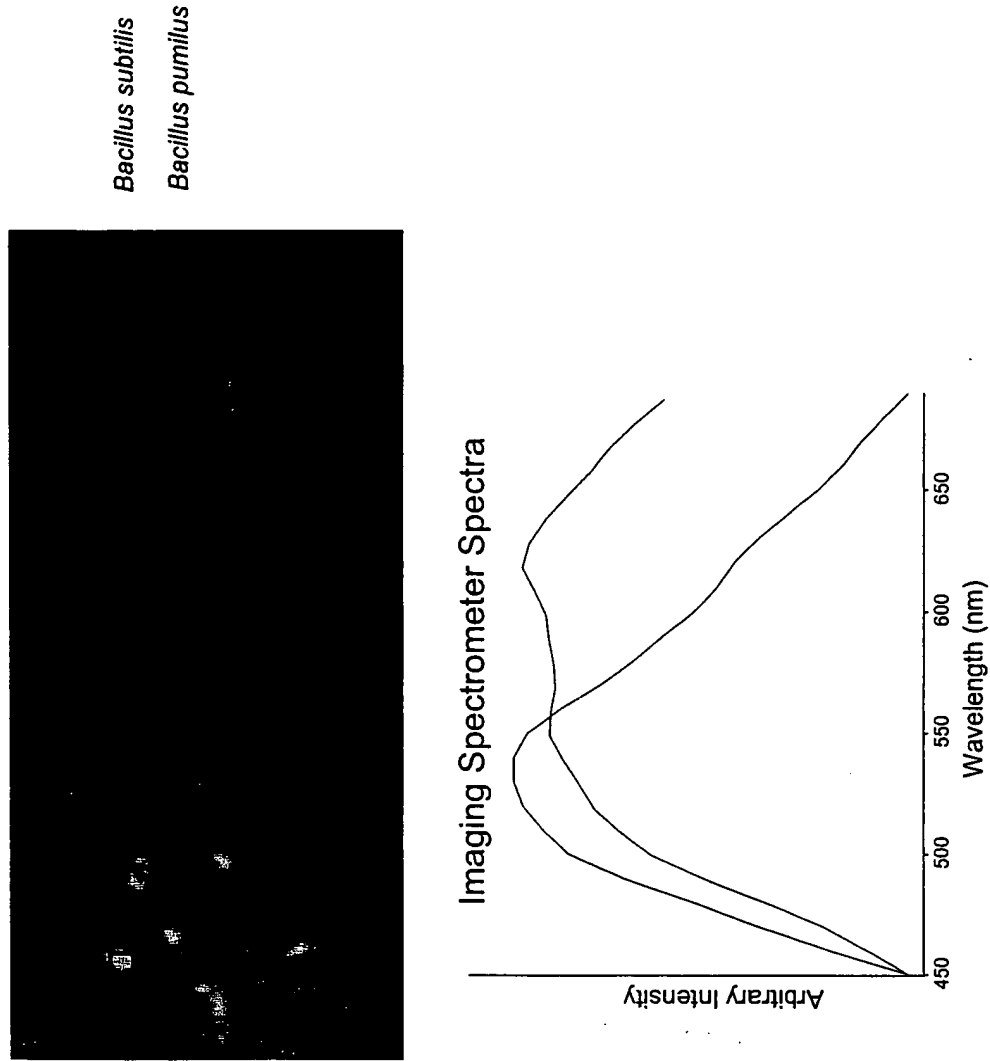 Bacillus subtilis
Bacillus pumilus
Imaging Spectrometer Spectra
Arbitrary Intensity
450
500
550
600
650
Wavelength (nm)